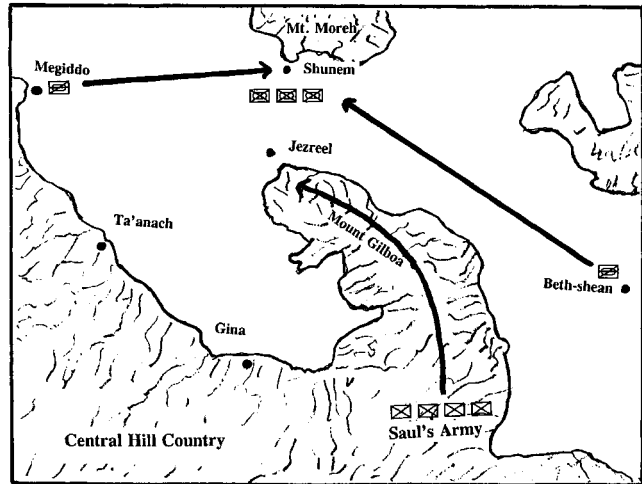 Mt. Moreh
Megiddo
Shunem
Jezreel
Ta'anach
Mount Gilboa
Beth-shean
Gina
Central Hill Country
Saul's Army